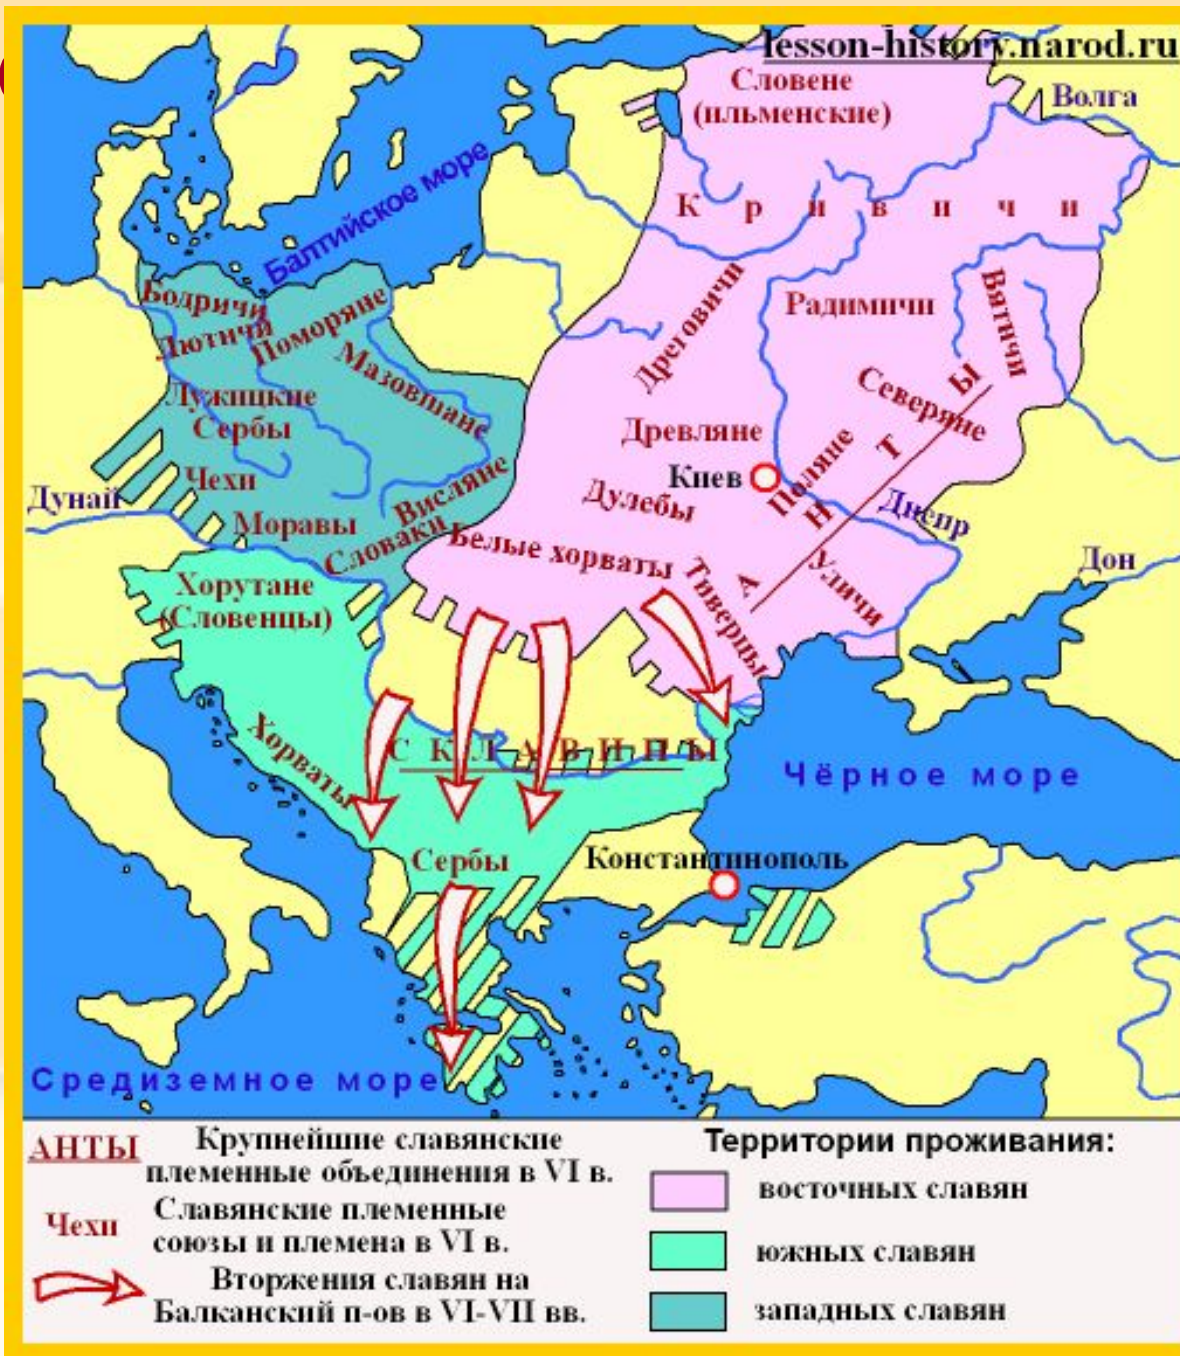 lesson-history.narod.ru
Словене
(ильменские)
Волга
Кривичи
Балтийское море
Бодричи
Лютичи
Поморяне
Мазовшане
Лужицкие
Сербы
Чехи
Дунай
Моравы
Висляне
Словаки
Дреговичи
Радимичи
Вятичи
Северяне
Древляне
Киев
Поляне
АНТЫ
Дулебы
Днепр
Белые хорваты
Тиверцы
Уличи
Дон
Хорутане
(Словенцы)
Хорваты
СКЛАВИНЫ
Чёрное море
Сербы
Константинополь
Средиземное море
АНТЫ
Крупнейшие славянские
племенные объединения в VI в.
Чехи
Славянские племенные
союзы и племена в VI в.
Вторжения славян на
Балканский п-ов в VI-VII вв.
Территории проживания:
восточных славян
южных славян
западных славян